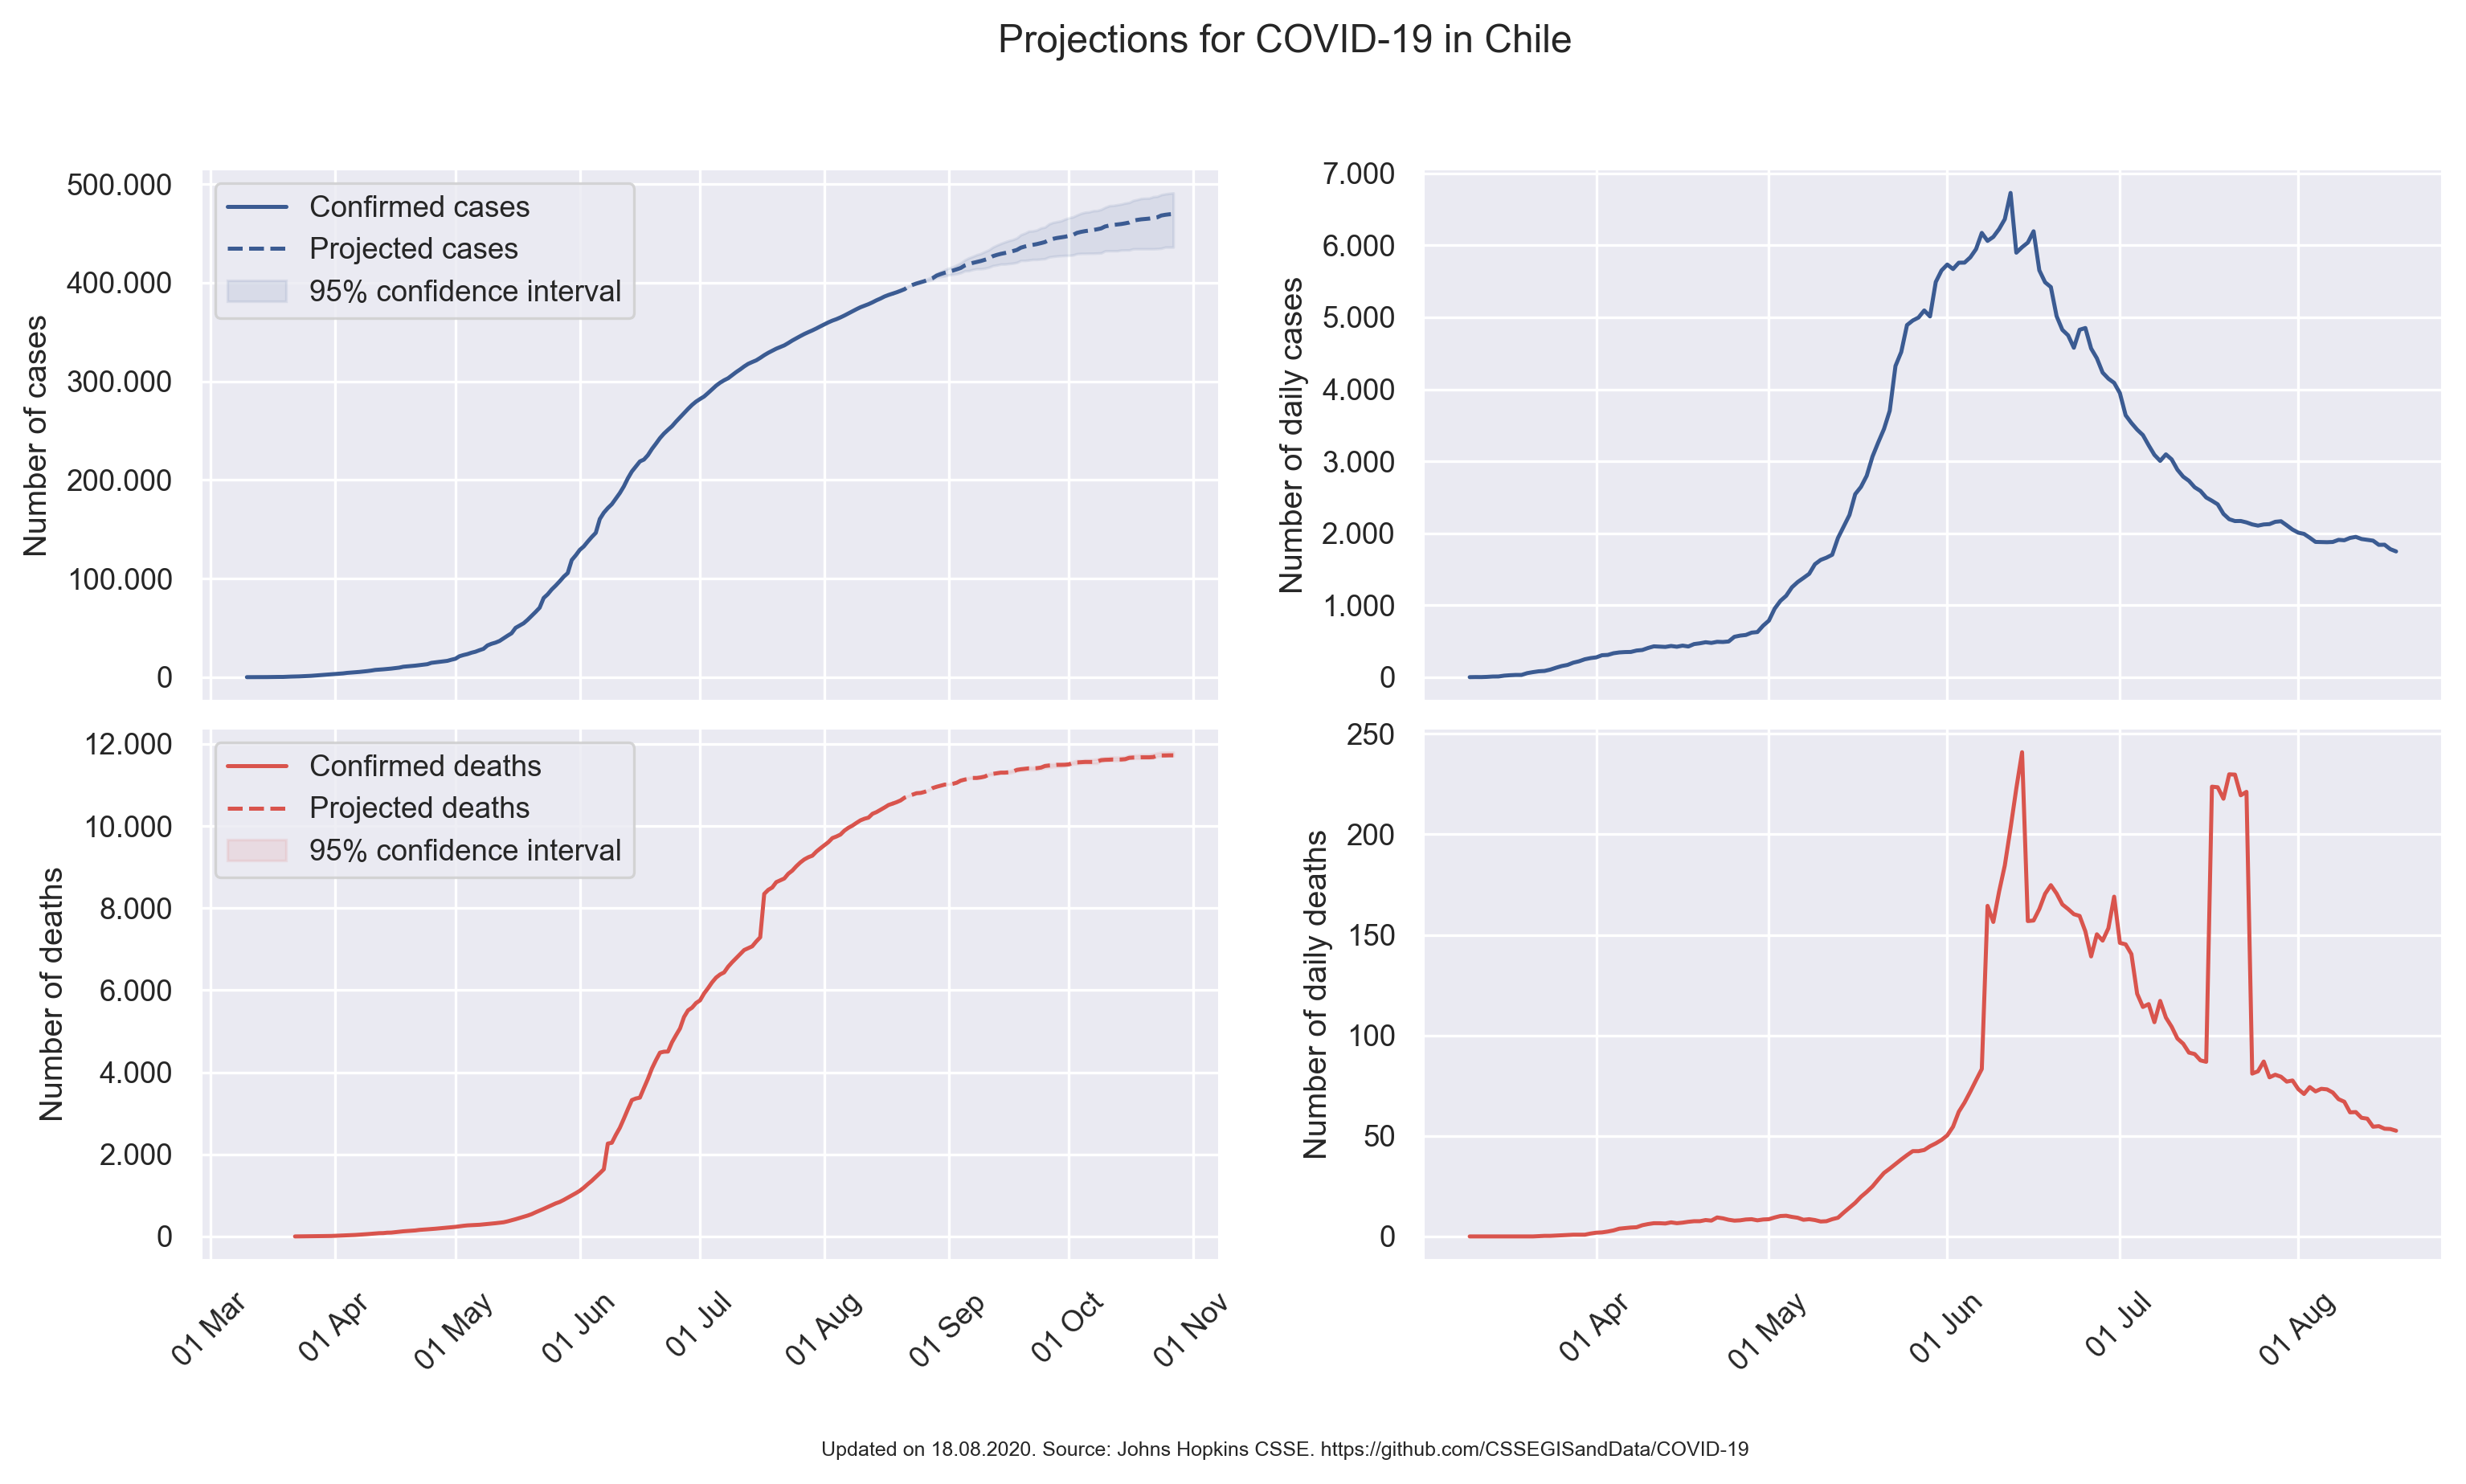 Projections for COVID-19 in Chile
Number of cases
500.000
400.000
300.000
200.000
100.000
0
Confirmed cases
Projected cases
95% confidence interval
Number of daily cases
7.000
6.000
5.000
4.000
3.000
2.000
1.000
0
Number of deaths
12.000
10.000
8.000
6.000
4.000
2.000
0
Confirmed deaths
Projected deaths
95% confidence interval
01 Mar
01 Apr
01 May
01 Jun
01 Jul
01 Aug
01 Sep
01 Oct
01 Nov
Number of daily deaths
250
200
150
100
50
0
01 Apr
01 May
01 Jun
01 Jul
01 Aug
Updated on 18.08.2020. Source: Johns Hopkins CSSE. https://github.com/CSSEGISandData/COVID-19